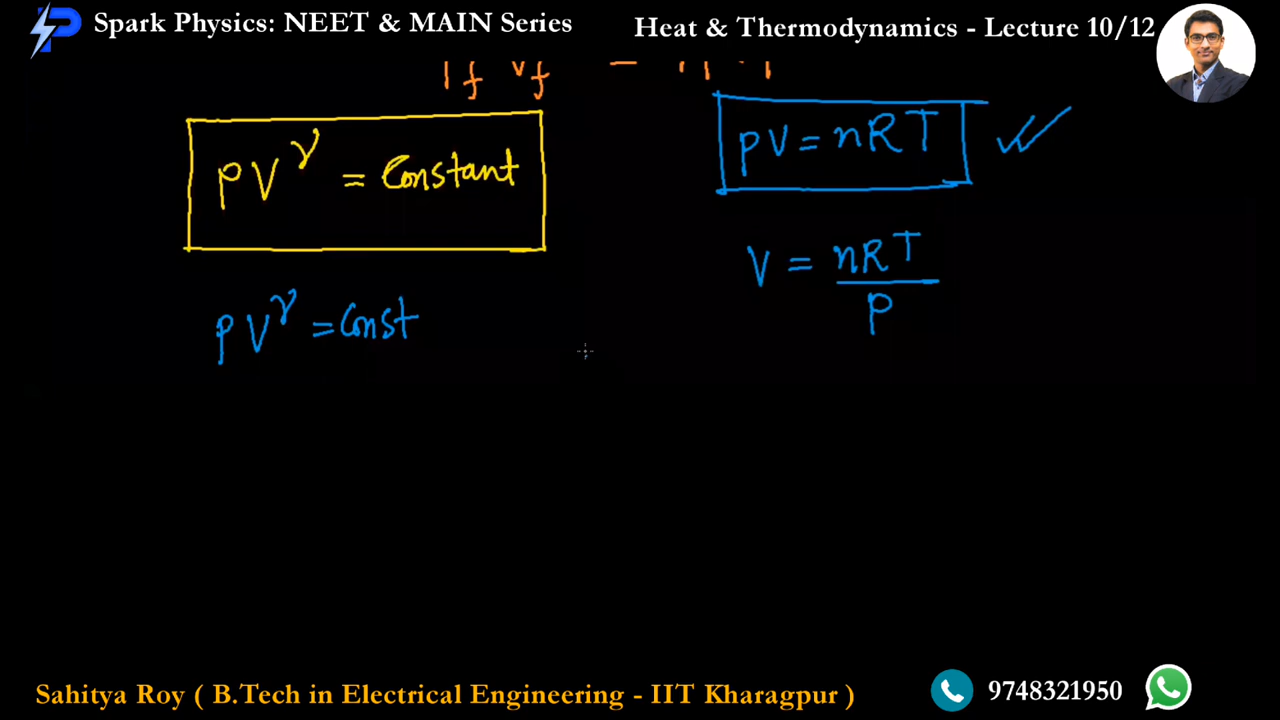 Spark Physics: NEET & MAIN Series
Heat & Thermodynamics - Lecture 10/12
PV^γ = Constant
PV = nRT
V = nRT/P
PV^γ = Const
Sahitya Roy ( B.Tech in Electrical Engineering - IIT Kharagpur )
9748321950